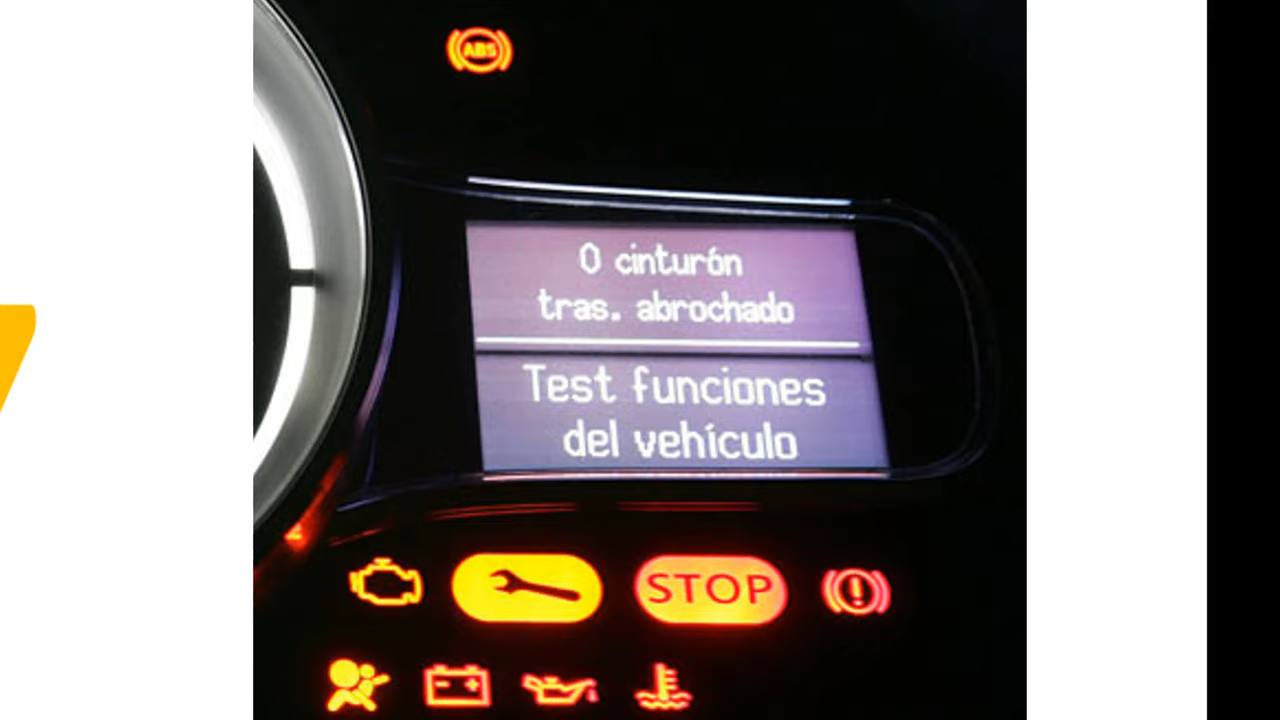 ABS
0 cinturón
tras. abrochado
Test funciones
del vehículo
STOP